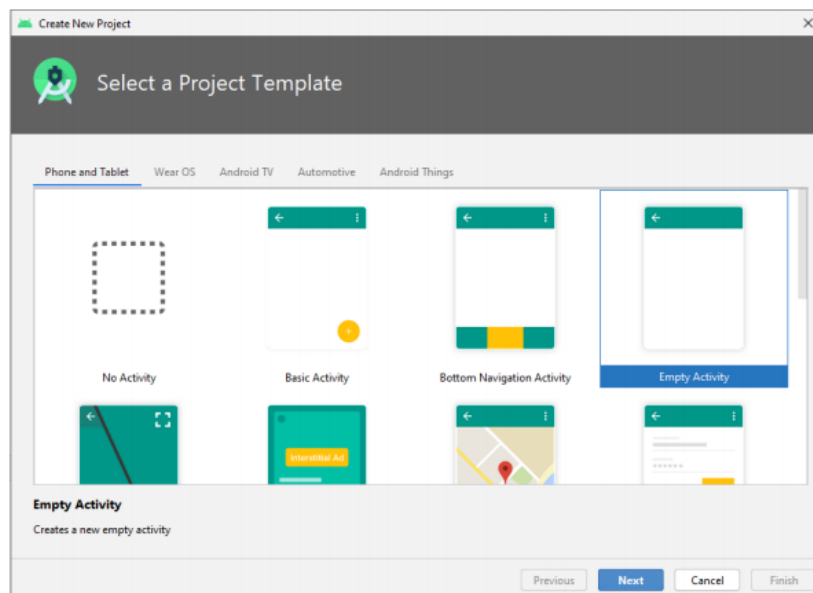 Create New Project
Select a Project Template
Phone and Tablet Wear OS Android TV Automotive Android Things
No Activity Basic Activity Bottom Navigation Activity Empty Activity
Interstitial Ad
Empty Activity
Creates a new empty activity
Previous Next Cancel Finish